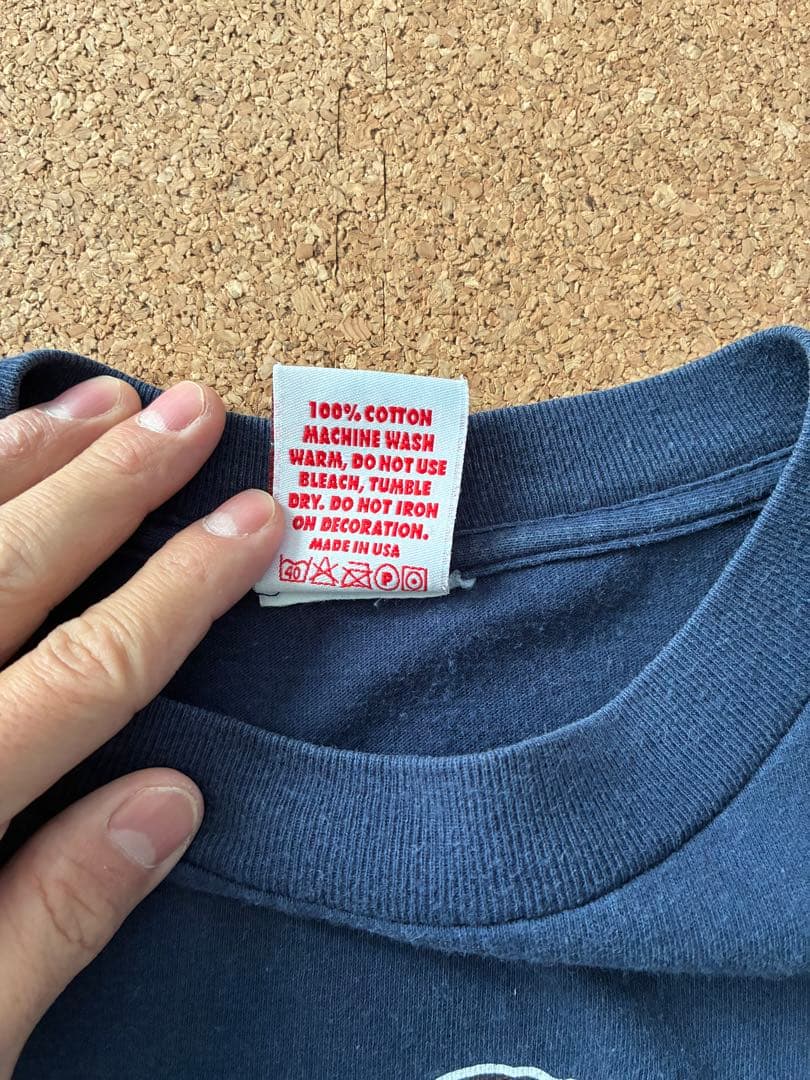 100% COTTON
MACHINE WASH
WARM, DO NOT USE
BLEACH, TUMBLE
DRY. DO NOT IRON
ON DECORATION.
MADE IN USA
40 P